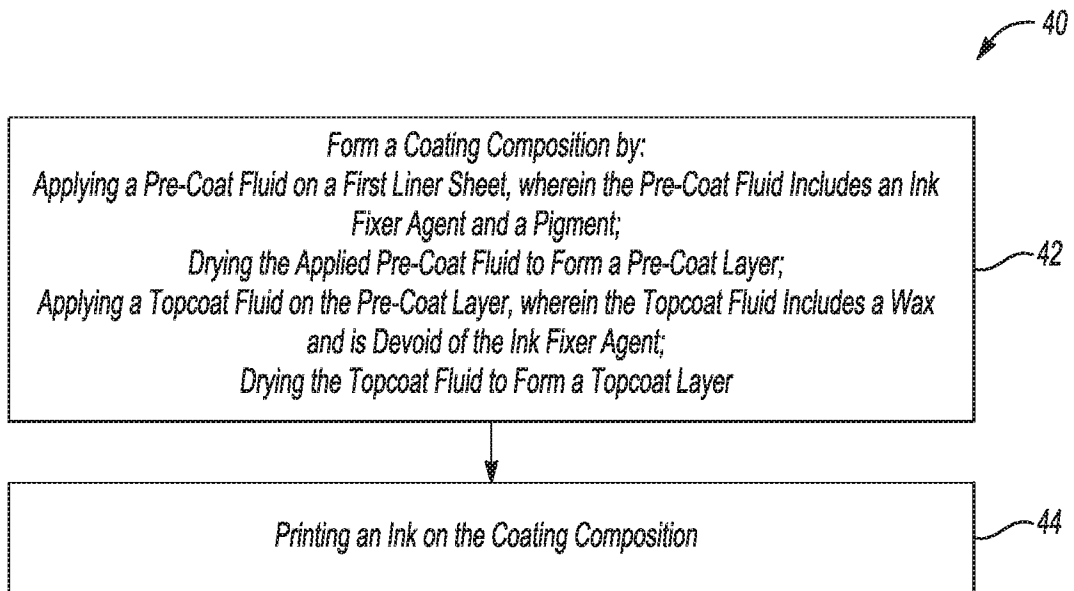 40
Form a Coating Composition by:
Applying a Pre-Coat Fluid on a First Liner Sheet, wherein the Pre-Coat Fluid Includes an Ink
Fixer Agent and a Pigment;
Drying the Applied Pre-Coat Fluid to Form a Pre-Coat Layer;
Applying a Topcoat Fluid on the Pre-Coat Layer, wherein the Topcoat Fluid Includes a Wax
and is Devoid of the Ink Fixer Agent;
Drying the Topcoat Fluid to Form a Topcoat Layer
42
Printing an Ink on the Coating Composition
44